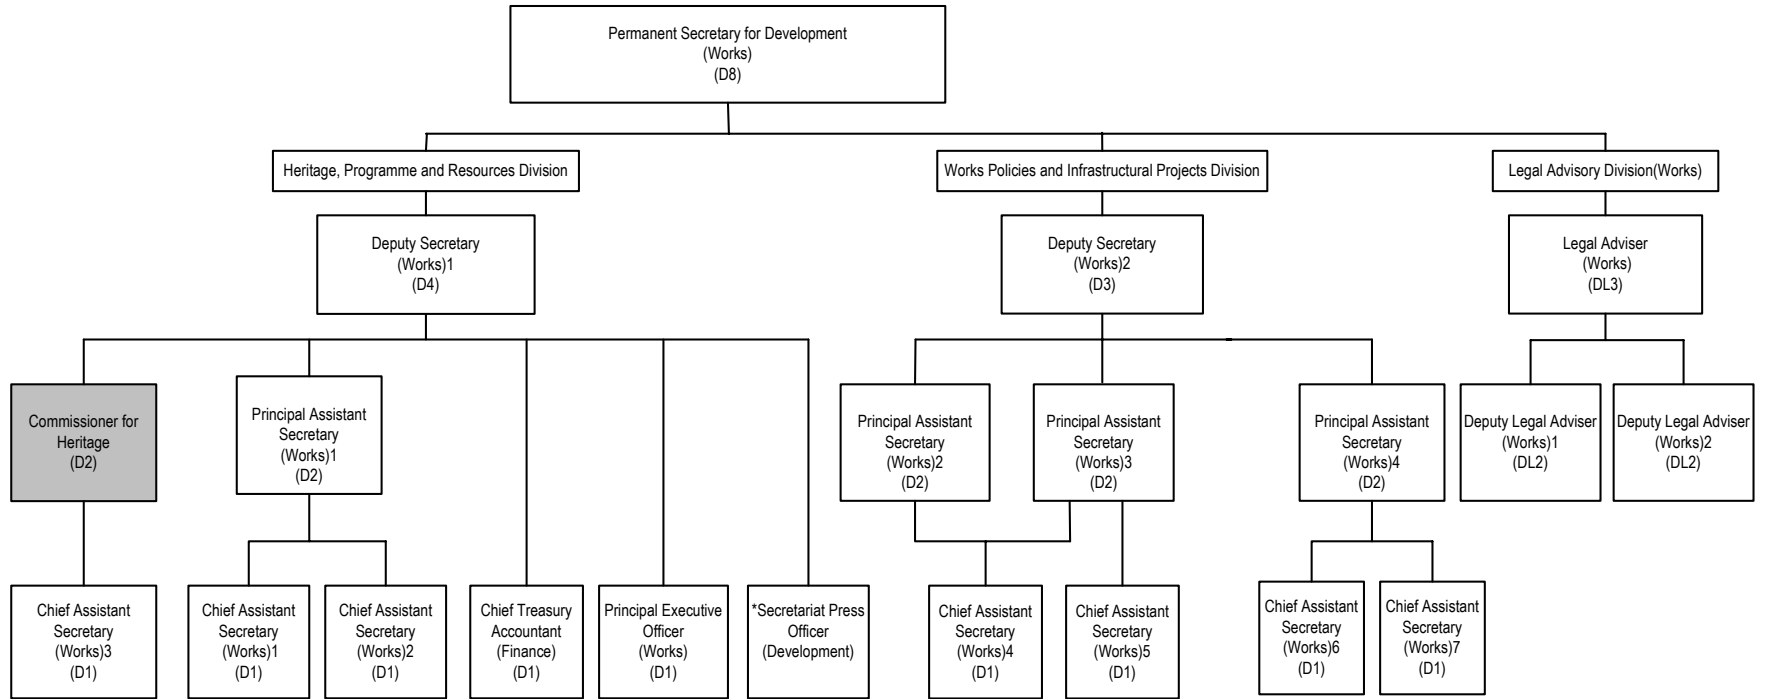 Permanent Secretary for Development
(Works)
(D8)
Heritage, Programme and Resources Division
Works Policies and Infrastructural Projects Division
Legal Advisory Division(Works)
Deputy Secretary
(Works)1
(D4)
Deputy Secretary
(Works)2
(D3)
Legal Adviser
(Works)
(DL3)
Commissioner for
Heritage
(D2)
Principal Assistant
Secretary
(Works)1
(D2)
Principal Assistant
Secretary
(Works)2
(D2)
Principal Assistant
Secretary
(Works)3
(D2)
Principal Assistant
Secretary
(Works)4
(D2)
Deputy Legal Adviser
(Works)1
(DL2)
Deputy Legal Adviser
(Works)2
(DL2)
Chief Assistant
Secretary
(Works)3
(D1)
Chief Assistant
Secretary
(Works)1
(D1)
Chief Assistant
Secretary
(Works)2
(D1)
Chief Treasury
Accountant
(Finance)
(D1)
Principal Executive
Officer
(Works)
(D1)
*Secretariat Press
Officer
(Development)
Chief Assistant
Secretary
(Works)4
(D1)
Chief Assistant
Secretary
(Works)5
(D1)
Chief Assistant
Secretary
(Works)6
(D1)
Chief Assistant
Secretary
(Works)7
(D1)